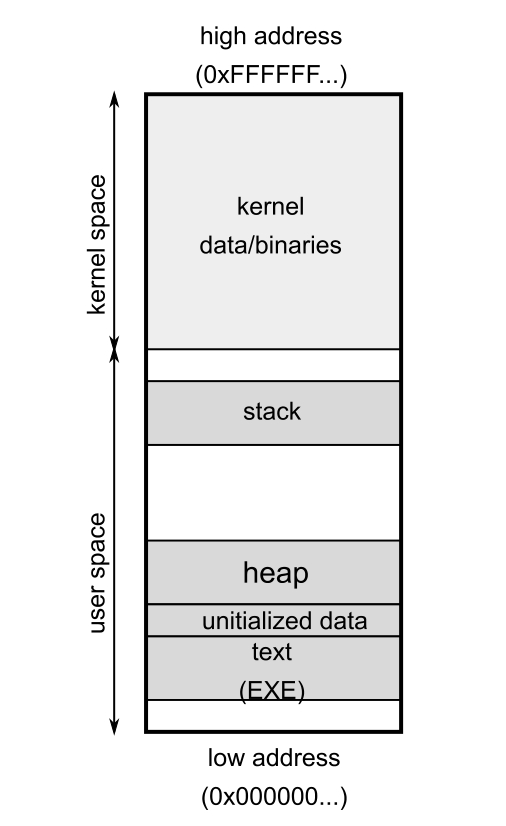 high address
(0xFFFFFF...)
kernel space
kernel
data/binaries
stack
user space
heap
unitialized data
text
(EXE)
low address
(0x000000...)